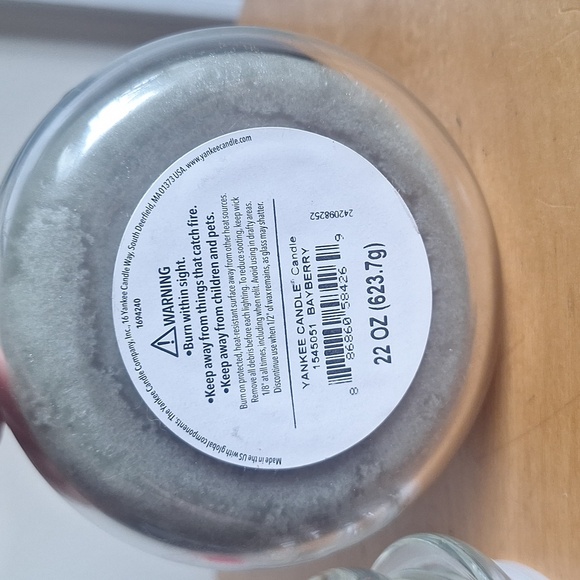 Made in the US with global components. The Yankee Candle Company, Inc., 16 Yankee Candle Way, South Deerfield, MA 01373 USA. www.yankeecandle.com
1694240
WARNING
•Burn within sight.
•Keep away from things that catch fire.
•Keep away from children and pets.
Burn on protected, heat-resistant surface away from other heat sources.
Remove all debris before each lighting. To reduce sooting, keep wick
1/8" at all times, including when relit. Avoid using in drafty areas.
Discontinue use when 1/2" of wax remains, as glass may shatter.
YANKEE CANDLE® Candle
1545051 BAYBERRY
8 86860 58426 9
242098252
22 OZ (623.7g)